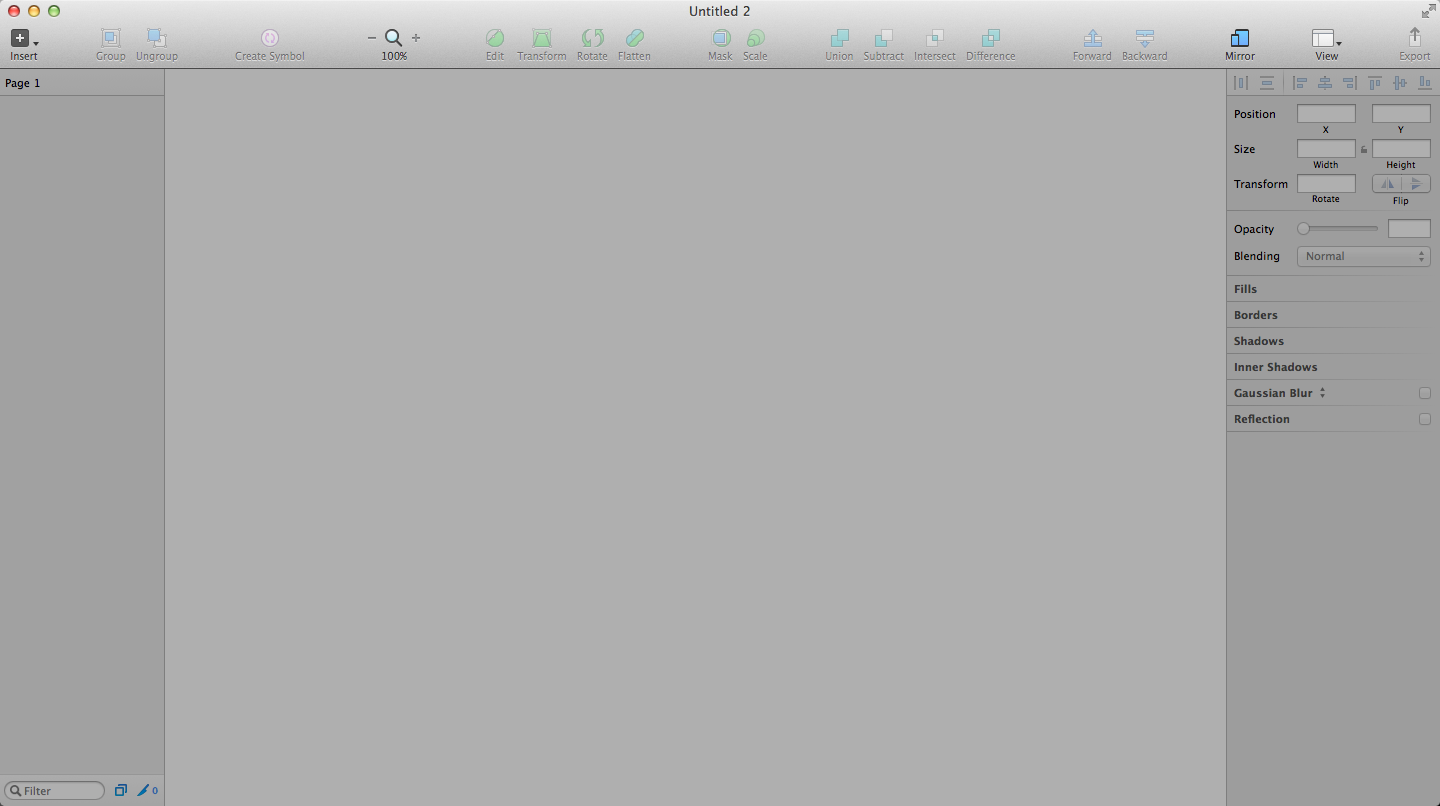 Untitled 2
Insert Group Ungroup Create Symbol 100% Edit Transform Rotate Flatten Mask Scale Union Subtract Intersect Difference Forward Backward Mirror View Export
Page 1
Position
X Y
Size
Width Height
Transform
Rotate Flip
Opacity
Blending Normal
Fills
Borders
Shadows
Inner Shadows
Gaussian Blur
Reflection
Filter 0